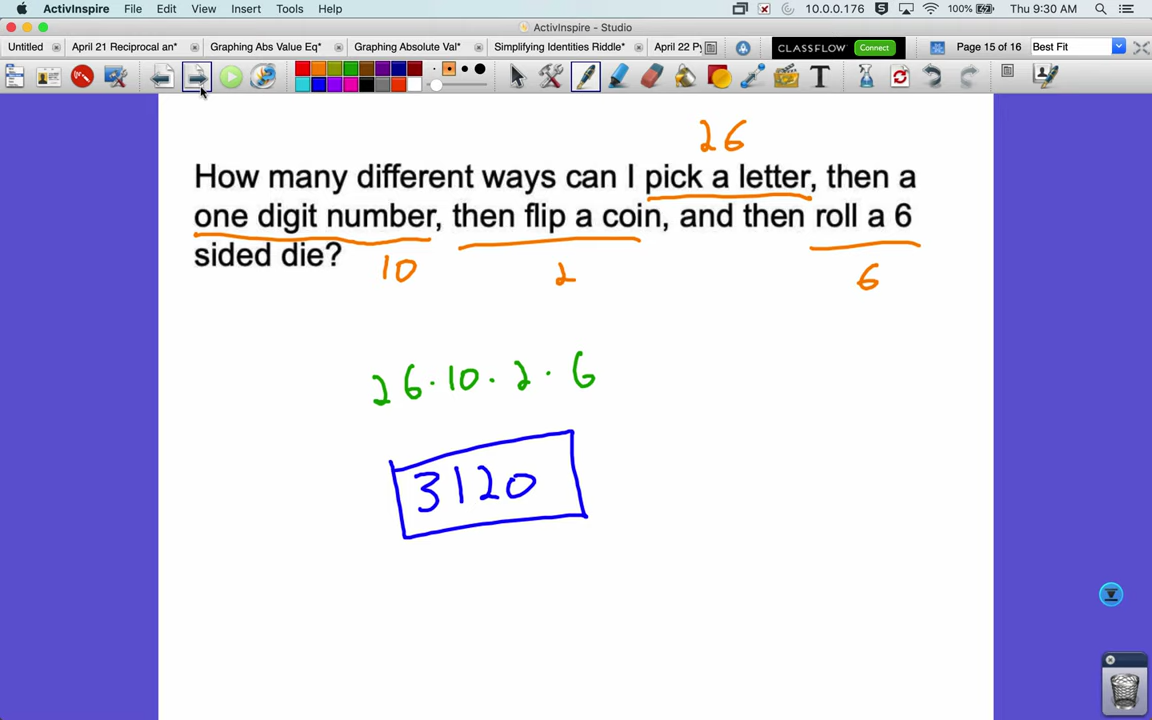 ActivInspire File Edit View Insert Tools Help 10.0.0.176 100% Thu 9:30 AM
ActivInspire - Studio
Untitled April 21 Reciprocal an* Graphing Abs Value Eq* Graphing Absolute Val* Simplifying Identities Riddle* April 22 Py CLASSFLOW Connect Page 15 of 16 Best Fit
26
How many different ways can I pick a letter, then a
one digit number, then flip a coin, and then roll a 6
sided die?
10 2 6
26·10·2·6
3120